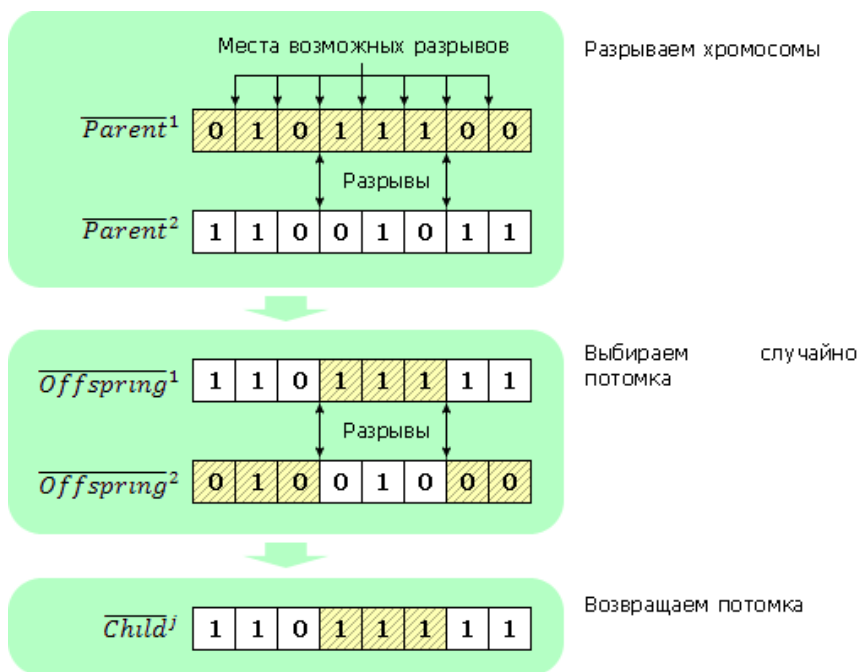 Места возможных разрывов
Разрываем хромосомы
Parent¹ 0 1 0 1 1 1 0 0
Разрывы
Parent² 1 1 0 0 1 0 1 1
Offspring¹ 1 1 0 1 1 1 1 1
Выбираем случайно
потомка
Разрывы
Offspring² 0 1 0 0 1 0 0 0
Childʲ 1 1 0 1 1 1 1 1
Возвращаем потомка